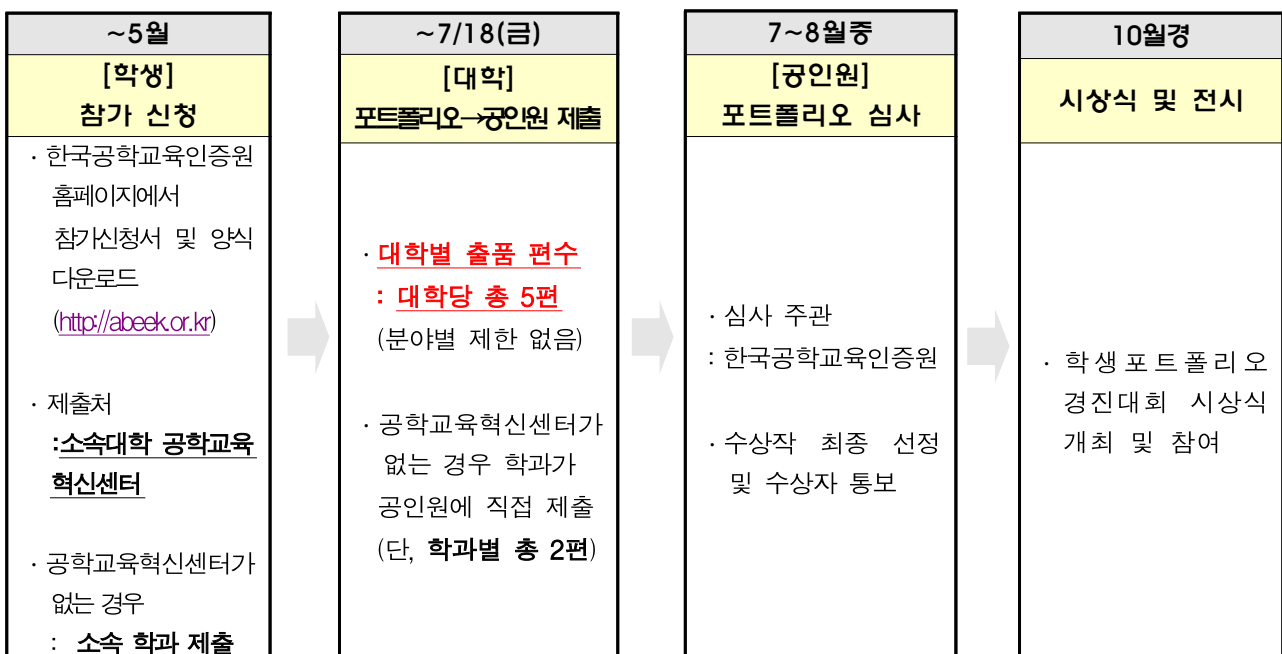 ~5월
[학생]
참가 신청
· 한국공학교육인증원
홈페이지에서
참가신청서 및 양식
다운로드
(http://abeek.or.kr)
· 제출처
:소속대학 공학교육
혁신센터
· 공학교육혁신센터가
없는 경우
: 소속 학과 제출
~7/18(금)
[대학]
포트폴리오→공인원 제출
· 대학별 출품 편수
: 대학당 총 5편
(분야별 제한 없음)
· 공학교육혁신센터가
없는 경우 학과가
공인원에 직접 제출
(단, 학과별 총 2편)
7~8월중
[공인원]
포트폴리오 심사
· 심사 주관
: 한국공학교육인증원
· 수상작 최종 선정
및 수상자 통보
10월경
시상식 및 전시
· 학생포트폴리오
경진대회 시상식
개최 및 참여